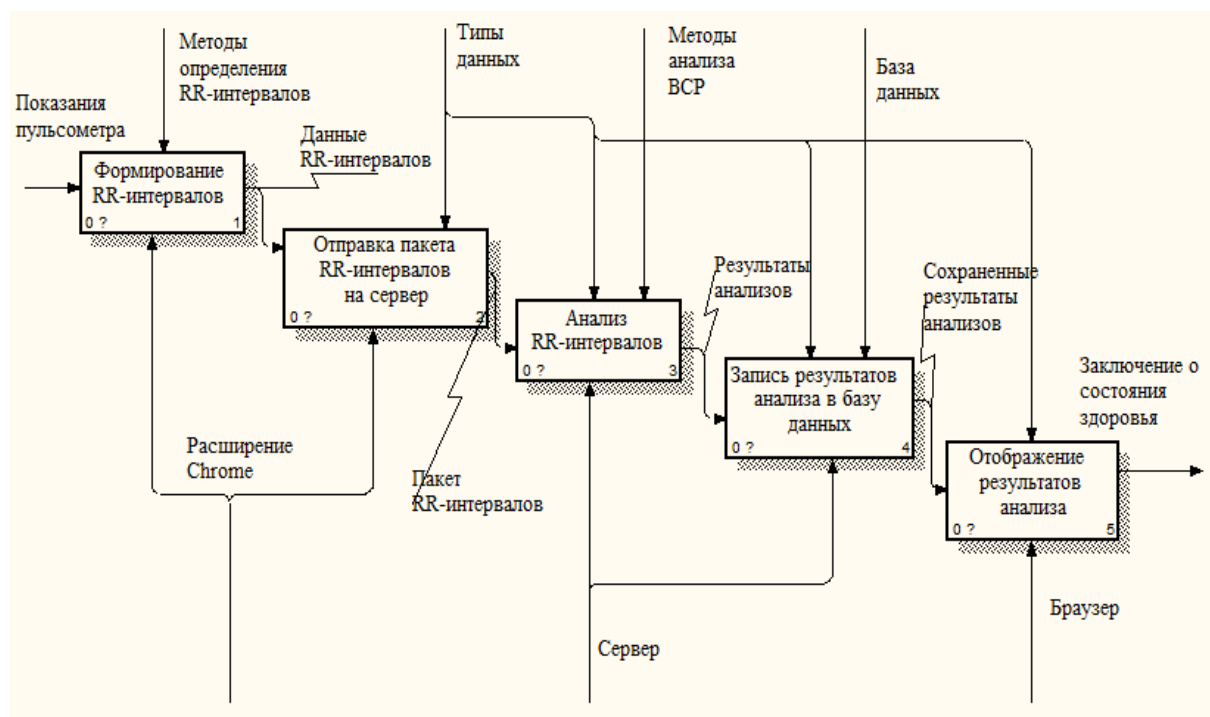 Методы
определения
RR-интервалов
Типы
данных
Методы
анализа
ВСР
База
данных
Показания
пульсометра
Данные
RR-интервалов
Формирование
RR-интервалов
0 ? 1
Отправка пакета
RR-интервалов
на сервер
0 ? 2
Анализ
RR-интервалов
0 ? 3
Результаты
анализов
Запись результатов
анализа в базу
данных
0 ? 4
Сохраненные
результаты
анализов
Отображение
результатов
анализа
0 ? 5
Заключение о
состояния
здоровья
Расширение
Chrome
Пакет
RR-интервалов
Сервер
Браузер